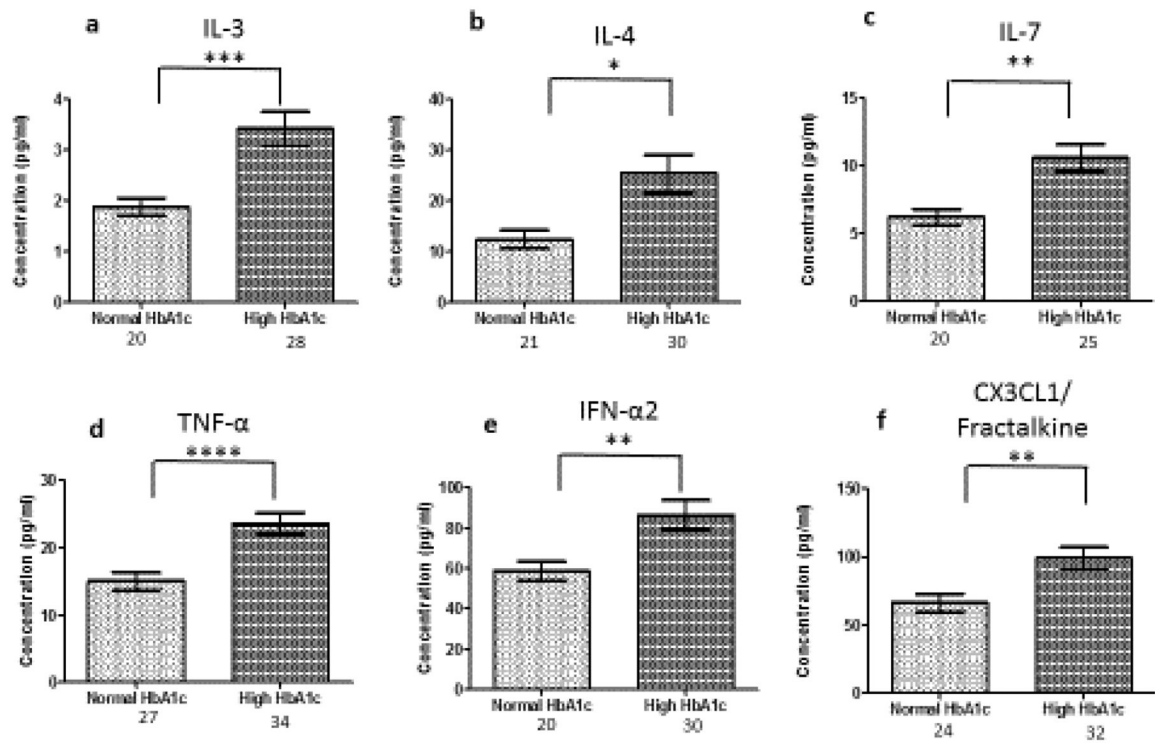 a
IL-3
***
Concentration (pg/ml)
4
3
2
1
0
Normal HbA1c
High HbA1c
20
28
b
IL-4
*
Concentration (pg/ml)
40
30
20
10
0
Normal HbA1c
High HbA1c
21
30
c
IL-7
**
Concentration (pg/ml)
15
10
5
0
Normal HbA1c
High HbA1c
20
25
d
TNF-α
****
Concentration (pg/ml)
30
20
10
0
Normal HbA1c
High HbA1c
27
34
e
IFN-α2
**
Concentration (pg/ml)
100
80
60
40
20
0
Normal HbA1c
High HbA1c
20
30
f
CX3CL1/
Fractalkine
**
Concentration (pg/ml)
150
100
50
0
Normal HbA1c
High HbA1c
24
32